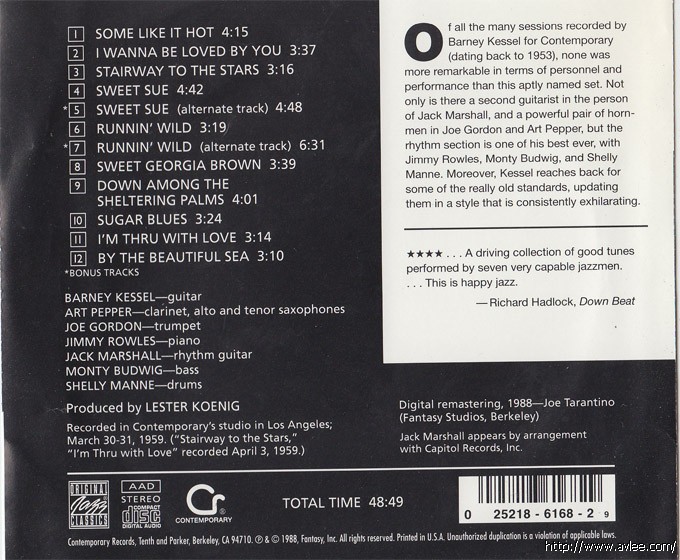 1 SOME LIKE IT HOT 4:15
2 I WANNA BE LOVED BY YOU 3:37
3 STAIRWAY TO THE STARS 3:16
4 SWEET SUE 4:42
*5 SWEET SUE (alternate track) 4:48
6 RUNNIN' WILD 3:19
*7 RUNNIN' WILD (alternate track) 6:31
8 SWEET GEORGIA BROWN 3:39
9 DOWN AMONG THE
SHELTERING PALMS 4:01
10 SUGAR BLUES 3:24
11 I'M THRU WITH LOVE 3:14
12 BY THE BEAUTIFUL SEA 3:10
*BONUS TRACKS
BARNEY KESSEL—guitar
ART PEPPER—clarinet, alto and tenor saxophones
JOE GORDON—trumpet
JIMMY ROWLES—piano
JACK MARSHALL—rhythm guitar
MONTY BUDWIG—bass
SHELLY MANNE—drums
Produced by LESTER KOENIG
Recorded in Contemporary's studio in Los Angeles;
March 30-31, 1959. ("Stairway to the Stars,"
"I'm Thru with Love" recorded April 3, 1959.)
Of all the many sessions recorded by
Barney Kessel for Contemporary
(dating back to 1953), none was
more remarkable in terms of personnel and
performance than this aptly named set. Not
only is there a second guitarist in the person
of Jack Marshall, and a powerful pair of horn-
men in Joe Gordon and Art Pepper, but the
rhythm section is one of his best ever, with
Jimmy Rowles, Monty Budwig, and Shelly
Manne. Moreover, Kessel reaches back for
some of the really old standards, updating
them in a style that is consistently exhilarating.
★★★★ . . . A driving collection of good tunes
performed by seven very capable jazzmen.
. . . This is happy jazz.
— Richard Hadlock, Down Beat
Digital remastering, 1988—Joe Tarantino
(Fantasy Studios, Berkeley)
Jack Marshall appears by arrangement
with Capitol Records, Inc.
ORIGINAL
Jazz
CLASSICS
AAD
STEREO
COMPACT
disc
DIGITAL AUDIO
CR
CONTEMPORARY
TOTAL TIME 48:49
0 25218-6168-2 9
Contemporary Records, Tenth and Parker, Berkeley, CA 94710. ℗ & © 1988, Fantasy, Inc. All rights reserved. Printed in U.S.A. Unauthorized duplication is a violation of applicable laws.
http://www.avlee.com/